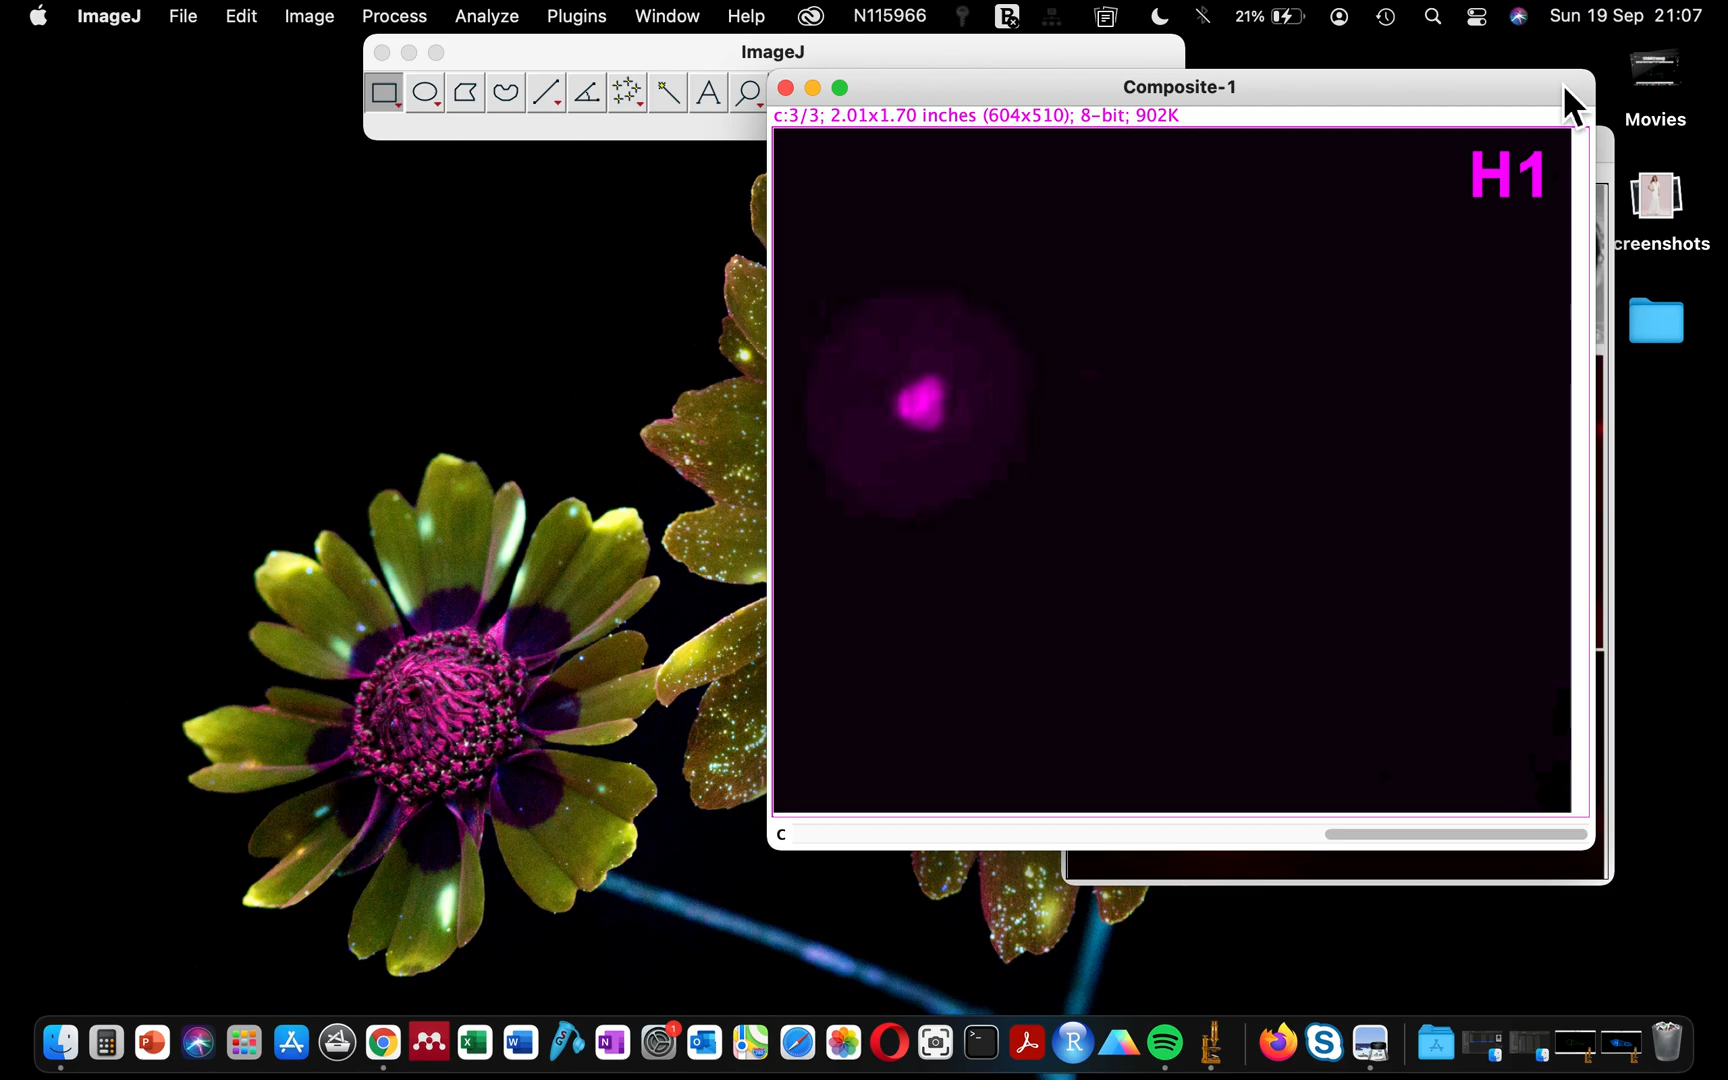 ImageJ File Edit Image Process Analyze Plugins Window Help N115966 21% Sun 19 Sep 21:07
ImageJ
Composite-1
c:3/3; 2.01x1.70 inches (604x510); 8-bit; 902K
H1
Movies
creenshots
C
1